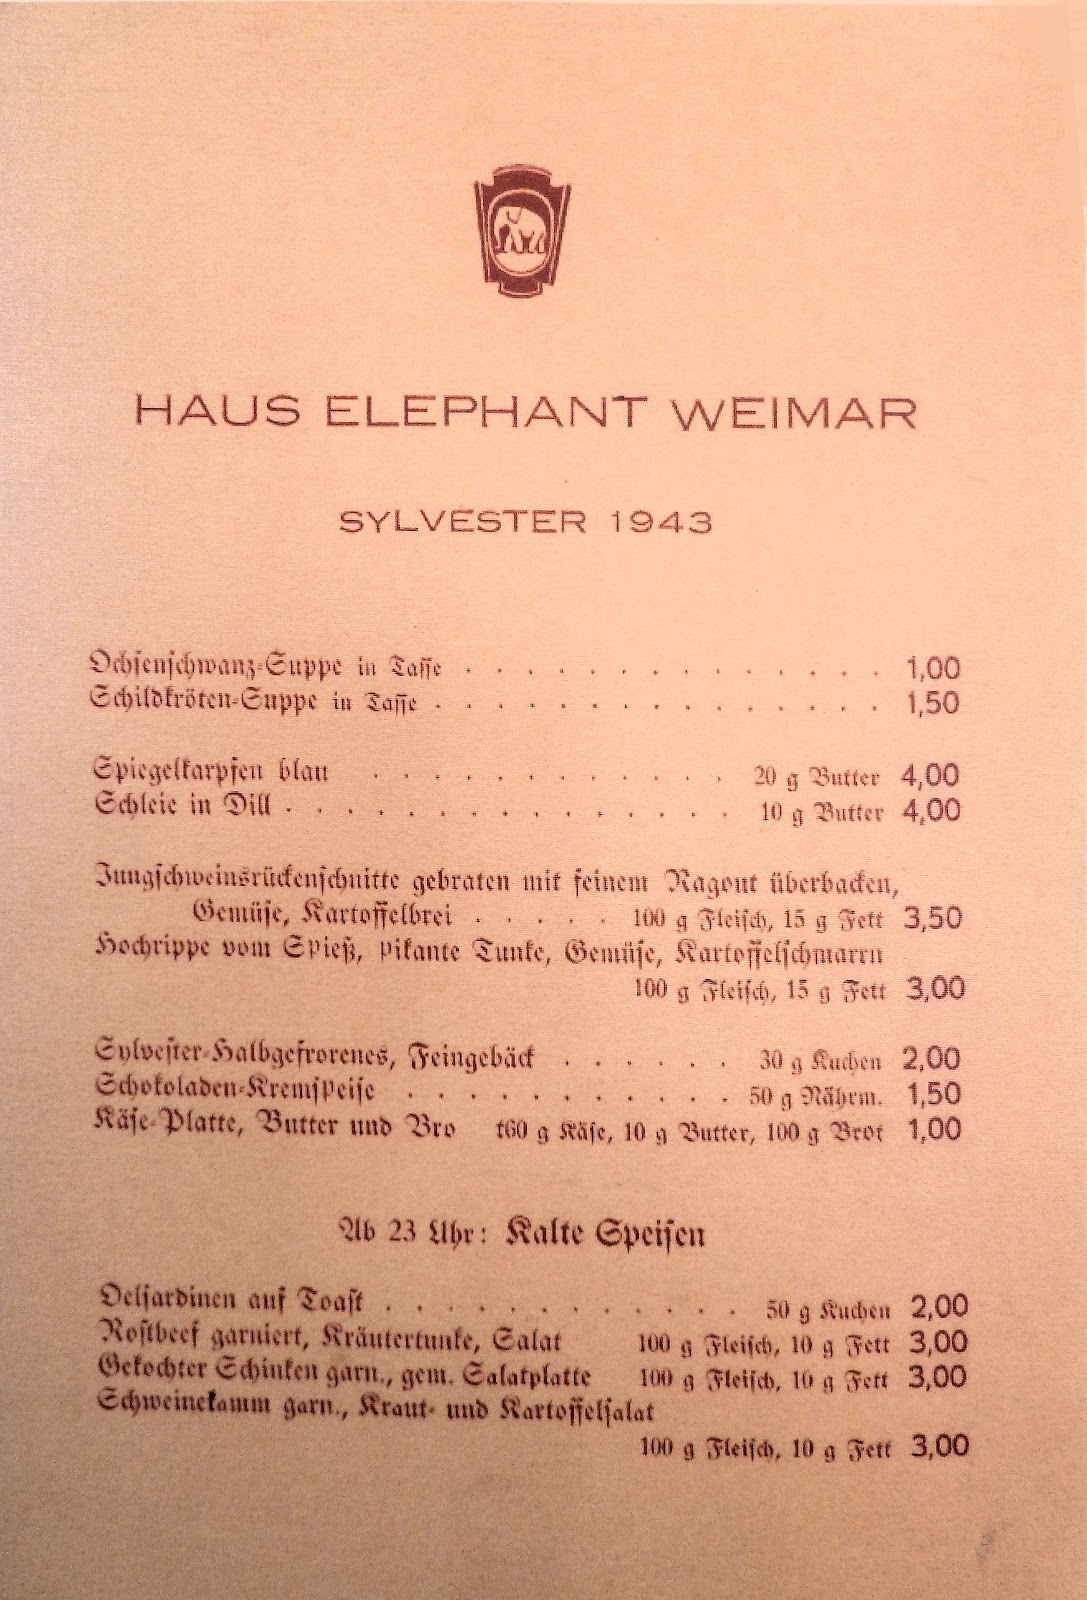 HAUS ELEPHANT WEIMAR
SYLVESTER 1943
Ochsenschwanz-Suppe in Tasse . . . . . . . . . . . . . . 1,00
Schildkröten-Suppe in Tasse . . . . . . . . . . . . . . . 1,50
Spiegelkarpfen blau . . . . . . . . . . . . 20 g Butter 4,00
Schleie in Dill . . . . . . . . . . . . . . . 10 g Butter 4,00
Jungschweinsrückenschnitte gebraten mit feinem Ragout überbacken,
Gemüse, Kartoffelbrei . . . . . 100 g Fleisch, 15 g Fett 3,50
Hochrippe vom Spieß, pikante Tunke, Gemüse, Kartoffelschmarrn
100 g Fleisch, 15 g Fett 3,00
Sylvester-Halbgefrorenes, Feingebäck . . . . . . 30 g Kuchen 2,00
Schokoladen-Kremspeise . . . . . . . . . . . 50 g Nährm. 1,50
Käse-Platte, Butter und Bro t60 g Käse, 10 g Butter, 100 g Brot 1,00
Ab 23 Uhr: Kalte Speisen
Oelsardinen auf Toast . . . . . . . . . . . . 50 g Kuchen 2,00
Rostbeef garniert, Kräutertunke, Salat 100 g Fleisch, 10 g Fett 3,00
Gekochter Schinken garn., gem. Salatplatte 100 g Fleisch, 10 g Fett 3,00
Schweinekamm garn., Kraut- und Kartoffelsalat
100 g Fleisch, 10 g Fett 3,00